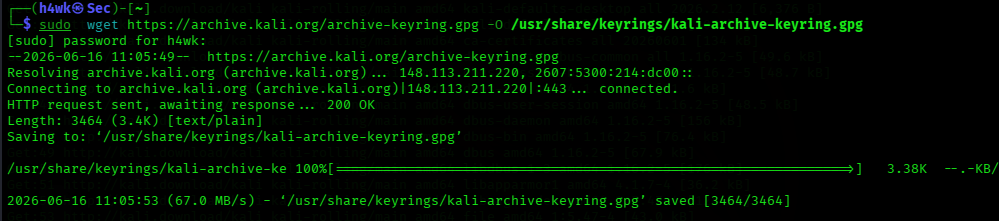 ┌──(h4wk㉿Sec)-[~]
└─$ sudo  wget https://archive.kali.org/archive-keyring.gpg -O /usr/share/keyrings/kali-archive-keyring.gpg
[sudo] password for h4wk:
--2026-06-16 11:05:49--  https://archive.kali.org/archive-keyring.gpg
Resolving archive.kali.org (archive.kali.org)... 148.113.211.220, 2607:5300:214:dc00::
Connecting to archive.kali.org (archive.kali.org)|148.113.211.220|:443... connected.
HTTP request sent, awaiting response... 200 OK
Length: 3464 (3.4K) [text/plain]
Saving to: ‘/usr/share/keyrings/kali-archive-keyring.gpg’
/usr/share/keyrings/kali-archive-ke 100%[==================================================>]   3.38K  --.-KB/
2026-06-16 11:05:53 (67.0 MB/s) - ‘/usr/share/keyrings/kali-archive-keyring.gpg’ saved [3464/3464]